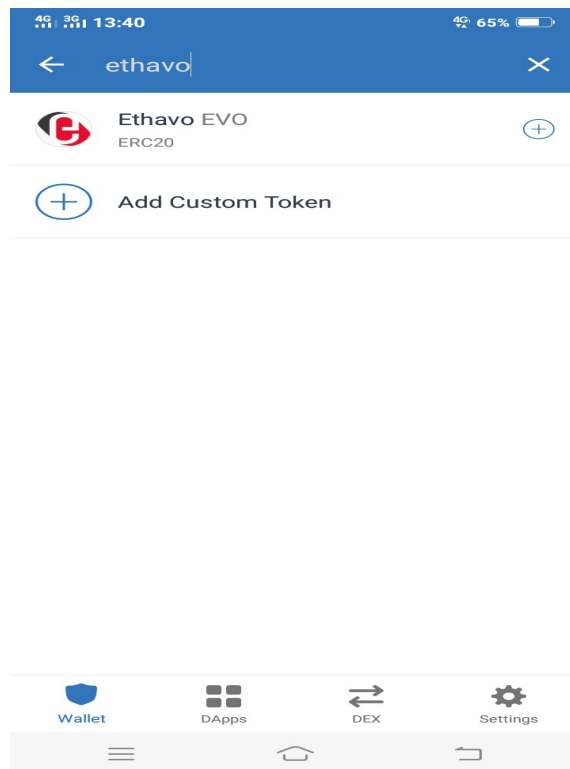 4G 3G 13:40 4G 65%
ethavo
Ethavo EVO
ERC20
Add Custom Token
Wallet DApps DEX Settings